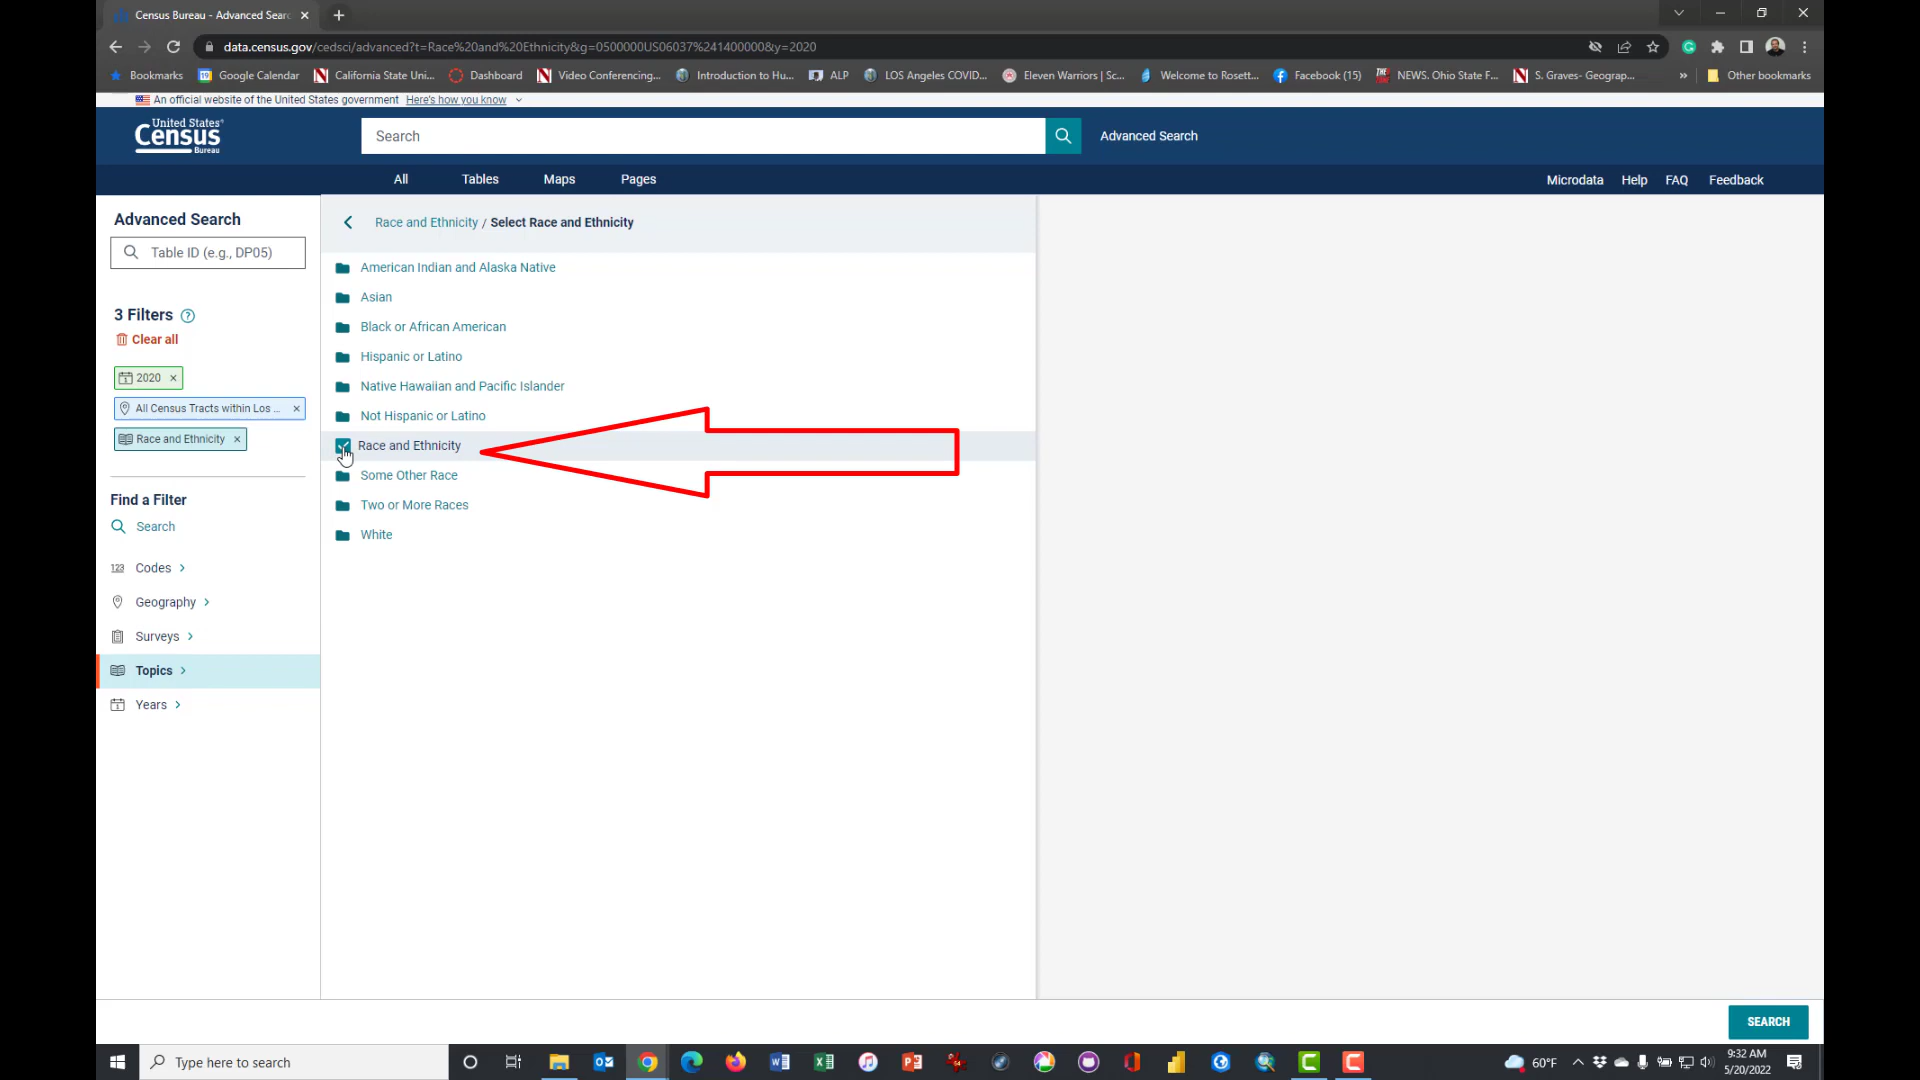 Census Bureau - Advanced Searc
data.census.gov/cedsci/advanced?t=Race%20and%20Ethnicity&g=0500000US06037%241400000&y=2020
Bookmarks
Google Calendar
California State Uni...
Dashboard
Video Conferencing...
Introduction to Hu...
ALP
LOS Angeles COVID...
Eleven Warriors | Sc...
Welcome to Rosett...
Facebook (15)
NEWS. Ohio State F...
S. Graves- Geograp...
»
Other bookmarks
An official website of the United States government Here's how you know
United States®
Census
Bureau
Search
Advanced Search
All
Tables
Maps
Pages
Microdata
Help
FAQ
Feedback
Advanced Search
Table ID (e.g., DP05)
3 Filters ?
Clear all
2020 ×
All Census Tracts within Los ... ×
Race and Ethnicity ×
Find a Filter
Search
123 Codes
Geography
Surveys
Topics
Years
Race and Ethnicity / Select Race and Ethnicity
American Indian and Alaska Native
Asian
Black or African American
Hispanic or Latino
Native Hawaiian and Pacific Islander
Not Hispanic or Latino
Race and Ethnicity
Some Other Race
Two or More Races
White
SEARCH
Type here to search
60°F
9:32 AM
5/20/2022